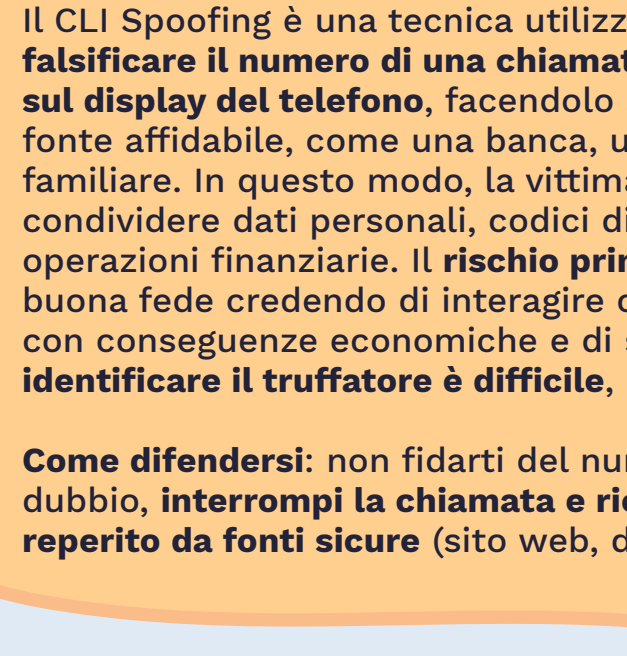 Il CLI Spoofing è una tecnica utilizz
falsificare il numero di una chiamat
sul display del telefono, facendolo
fonte affidabile, come una banca, u
familiare. In questo modo, la vittima
condividere dati personali, codici di
operazioni finanziarie. Il rischio prin
buona fede credendo di interagire c
con conseguenze economiche e di s
identificare il truffatore è difficile,
Come difendersi: non fidarti del nu
dubbio, interrompi la chiamata e ric
reperito da fonti sicure (sito web, d